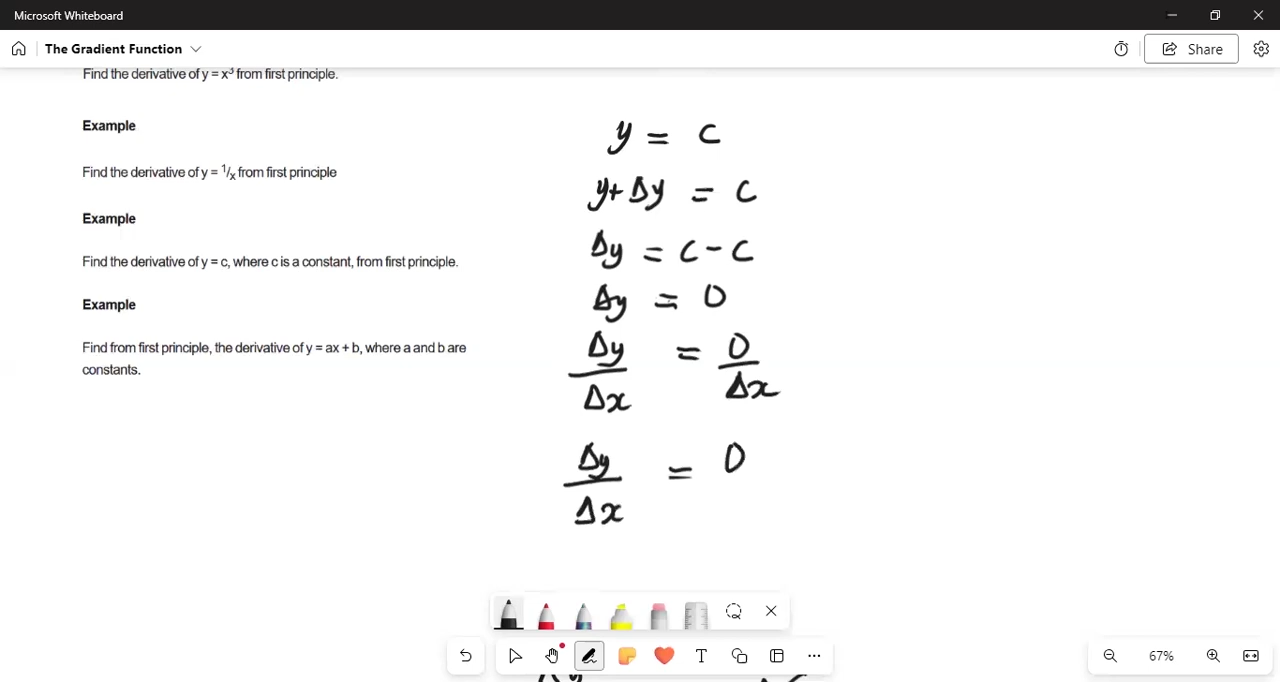 Microsoft Whiteboard
The Gradient Function
Share
Find the derivative of y = x³ from first principle.
Example
Find the derivative of y = ¹/ₓ from first principle
Example
Find the derivative of y = c, where c is a constant, from first principle.
Example
Find from first principle, the derivative of y = ax + b, where a and b are
constants.
y = c
y+Δy = c
Δy = c - c
Δy = 0
Δy/Δx = 0/Δx
Δy/Δx = 0
67%